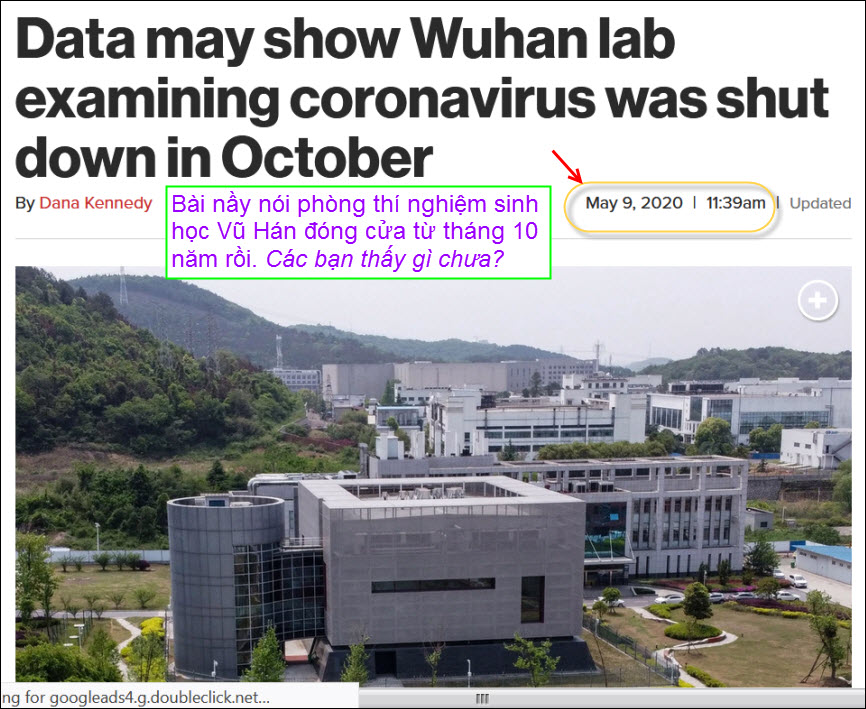 Data may show Wuhan lab
examining coronavirus was shut
down in October
By Dana Kennedy
May 9, 2020 | 11:39am | Updated
Bài nầy nói phòng thí nghiệm sinh
học Vũ Hán đóng cửa từ tháng 10
năm rồi. Các bạn thấy gì chưa?
ng for googleads4.g.doubleclick.net...